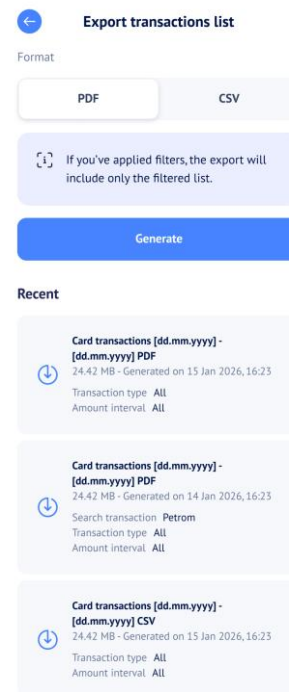 Export transactions list
Format
PDF
CSV
If you've applied filters, the export will
include only the filtered list.
Generate
Recent
Card transactions [dd.mm.yyyy] -
[dd.mm.yyyy] PDF
24.42 MB - Generated on 15 Jan 2026, 16:23
Transaction type All
Amount interval All
Card transactions [dd.mm.yyyy] -
[dd.mm.yyyy] PDF
24.42 MB - Generated on 14 Jan 2026, 16:23
Search transaction Petrom
Transaction type All
Amount interval All
Card transactions [dd.mm.yyyy] -
[dd.mm.yyyy] CSV
24.42 MB - Generated on 15 Jan 2026, 16:23
Transaction type All
Amount interval All